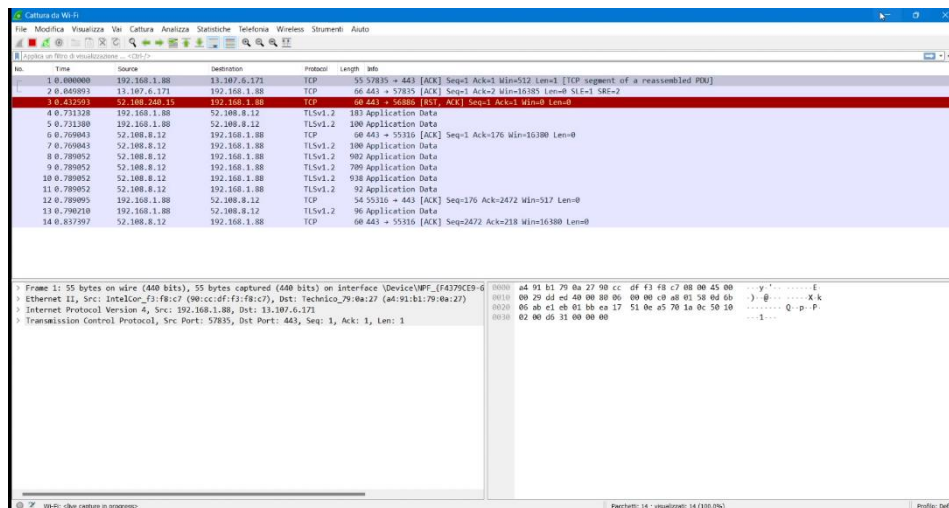 Cattura da Wi-Fi
File Modifica Visualizza Vai Cattura Analizza Statistiche Telefonia Wireless Strumenti Aiuto
Applica un filtro di visualizzazione ... <Ctrl-/>
No. Time Source Destination Protocol Length Info
1 0.000000 192.168.1.88 13.107.6.171 TCP 55 57835 → 443 [ACK] Seq=1 Ack=1 Win=512 Len=1 [TCP segment of a reassembled PDU]
2 0.049893 13.107.6.171 192.168.1.88 TCP 66 443 → 57835 [ACK] Seq=1 Ack=2 Win=16385 Len=0 SLE=1 SRE=2
3 0.432593 52.108.240.15 192.168.1.88 TCP 60 443 → 56886 [RST, ACK] Seq=1 Ack=1 Win=0 Len=0
4 0.731328 192.168.1.88 52.108.8.12 TLSv1.2 183 Application Data
5 0.731380 192.168.1.88 52.108.8.12 TLSv1.2 100 Application Data
6 0.769043 52.108.8.12 192.168.1.88 TCP 60 443 → 55316 [ACK] Seq=1 Ack=176 Win=16380 Len=0
7 0.769043 52.108.8.12 192.168.1.88 TLSv1.2 100 Application Data
8 0.789052 52.108.8.12 192.168.1.88 TLSv1.2 902 Application Data
9 0.789052 52.108.8.12 192.168.1.88 TLSv1.2 709 Application Data
10 0.789052 52.108.8.12 192.168.1.88 TLSv1.2 938 Application Data
11 0.789052 52.108.8.12 192.168.1.88 TLSv1.2 92 Application Data
12 0.789095 192.168.1.88 52.108.8.12 TCP 54 55316 → 443 [ACK] Seq=176 Ack=2472 Win=517 Len=0
13 0.790210 192.168.1.88 52.108.8.12 TLSv1.2 96 Application Data
14 0.837397 52.108.8.12 192.168.1.88 TCP 60 443 → 55316 [ACK] Seq=2472 Ack=218 Win=16380 Len=0
> Frame 1: 55 bytes on wire (440 bits), 55 bytes captured (440 bits) on interface \Device\NPF_{F4379CE9-6
> Ethernet II, Src: IntelCor_f3:f8:c7 (90:cc:df:f3:f8:c7), Dst: Technico_79:0a:27 (a4:91:b1:79:0a:27)
> Internet Protocol Version 4, Src: 192.168.1.88, Dst: 13.107.6.171
> Transmission Control Protocol, Src Port: 57835, Dst Port: 443, Seq: 1, Ack: 1, Len: 1
0000 a4 91 b1 79 0a 27 90 cc df f3 f8 c7 08 00 45 00 ···y·'·· ······E·
0010 00 29 dd ed 40 00 80 06 00 00 c0 a8 01 58 0d 6b ·)··@··· ·····X·k
0020 06 ab e1 eb 01 bb ea 17 51 0e a5 70 1a 0c 50 10 ········ Q··p··P·
0030 02 00 d6 31 00 00 00 ···1···
Wi-Fi: <live capture in progress>
Pacchetti: 14 · visualizzati: 14 (100.0%)
Profilo: Def